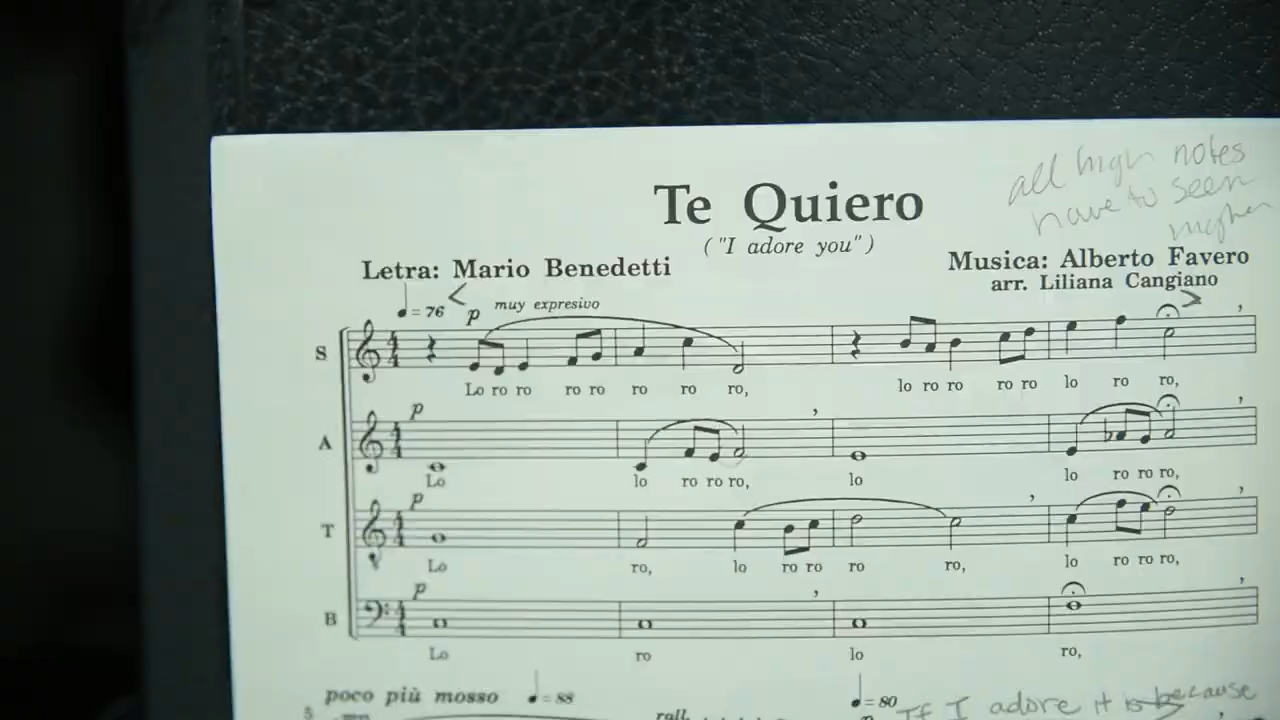 all high notes
have to seem
higher
Te Quiero
("I adore you")
Letra: Mario Benedetti
Musica: Alberto Favero
arr. Liliana Cangiano
= 76
p muy expresivo
S
Lo ro ro ro ro ro ro ro, lo ro ro ro ro lo ro ro,
p
A
Lo lo ro ro ro, lo lo ro ro ro,
p
T
Lo ro, lo ro ro ro ro, lo ro ro ro,
p
B
Lo ro lo ro,
poco più mosso = 88 = 80
If I adore it is because
5
rall.